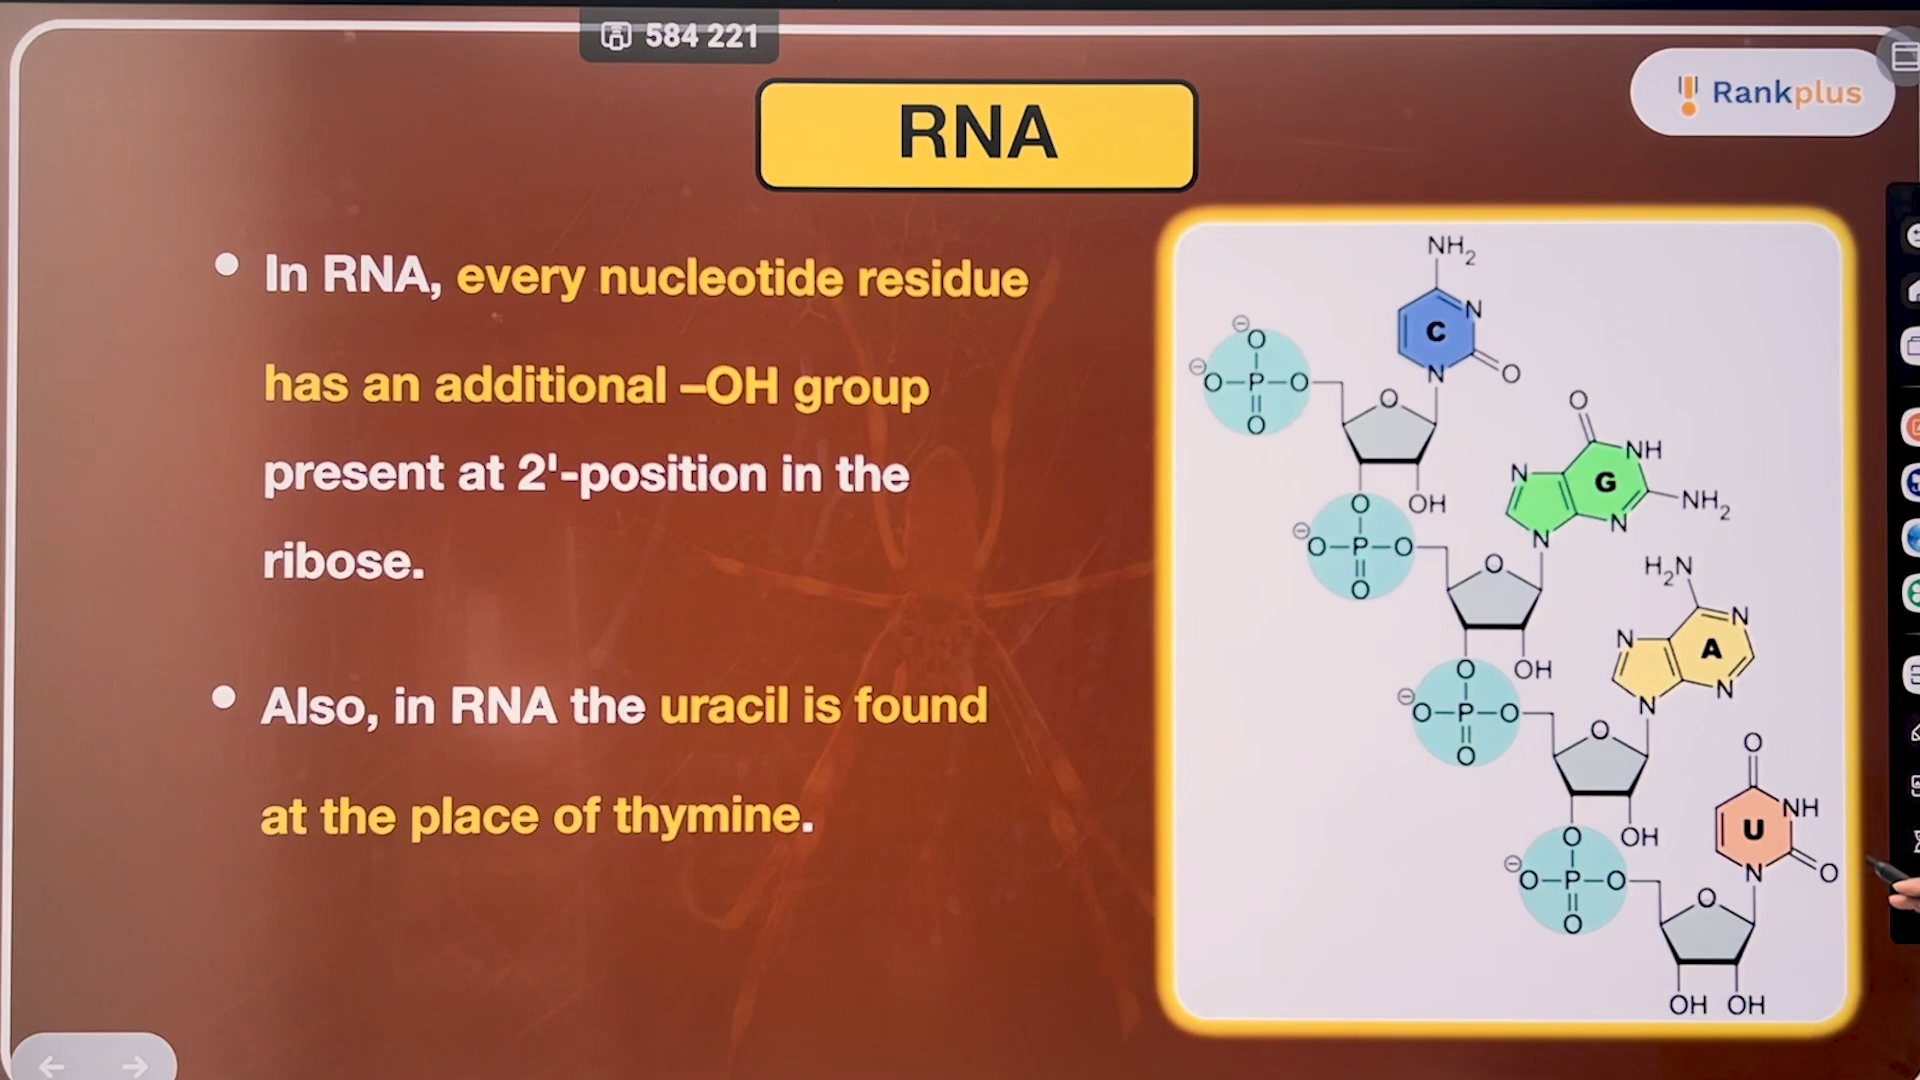 584 221
Rankplus
RNA
• In RNA, every nucleotide residue
has an additional –OH group
present at 2'-position in the
ribose.
• Also, in RNA the uracil is found
at the place of thymine.
NH₂
N
C
N
O
⊖
O
⊖
O–P–O
O
O
OH
O
NH
N
G
NH₂
N
N
O
⊖
O–P–O
O
O
OH
H₂N
N
N
A
N
N
O
⊖
O–P–O
O
O
OH
O
NH
U
N
O
O
⊖
O–P–O
O
O
OH OH